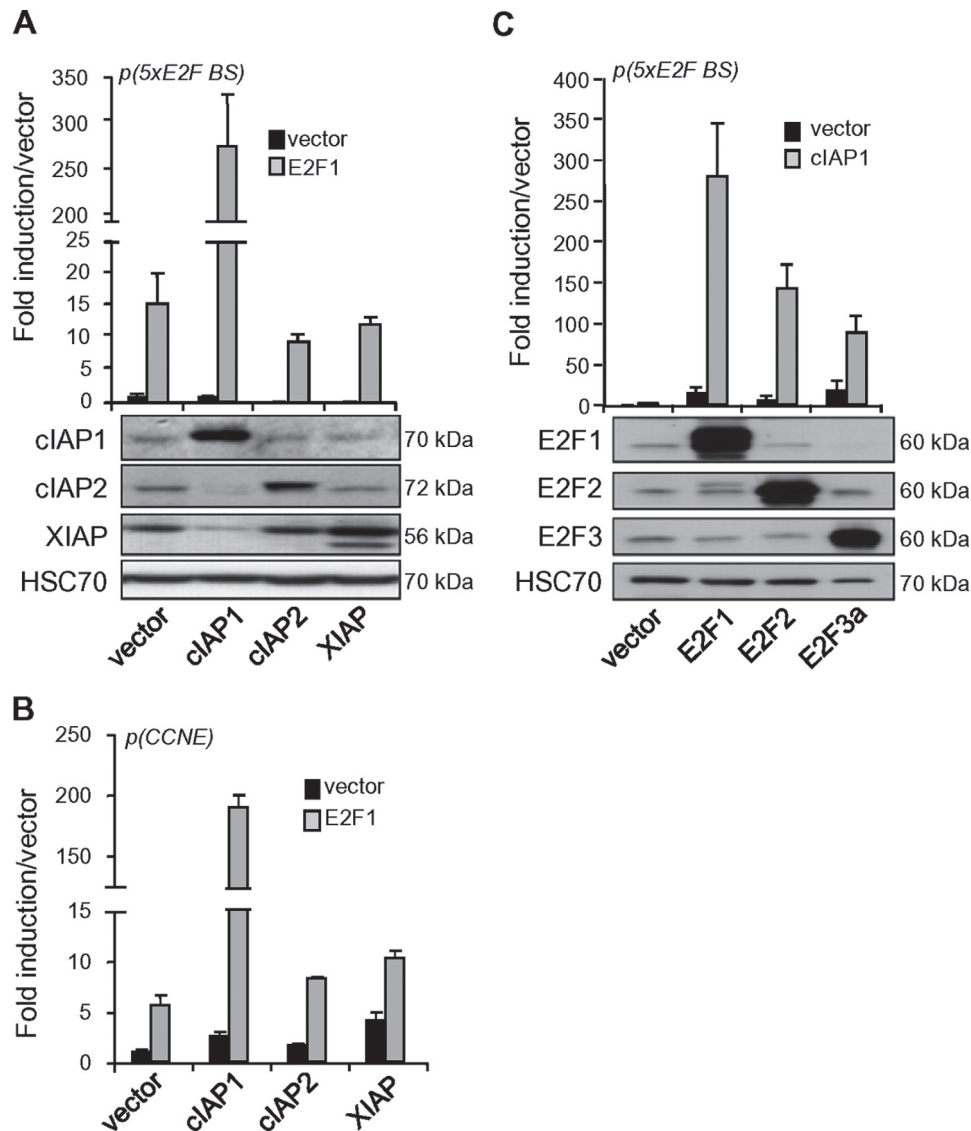 A
p(5xE2F BS)
Fold induction/vector
350
300
250
200
25
20
15
10
5
0
vector
E2F1
cIAP1
70 kDa
cIAP2
72 kDa
XIAP
56 kDa
HSC70
70 kDa
vector
cIAP1
cIAP2
XIAP
B
p(CCNE)
Fold induction/vector
250
200
150
15
10
5
0
vector
E2F1
vector
cIAP1
cIAP2
XIAP
C
p(5xE2F BS)
Fold induction/vector
400
350
300
250
200
150
100
50
0
vector
cIAP1
E2F1
60 kDa
E2F2
60 kDa
E2F3
60 kDa
HSC70
70 kDa
vector
E2F1
E2F2
E2F3a